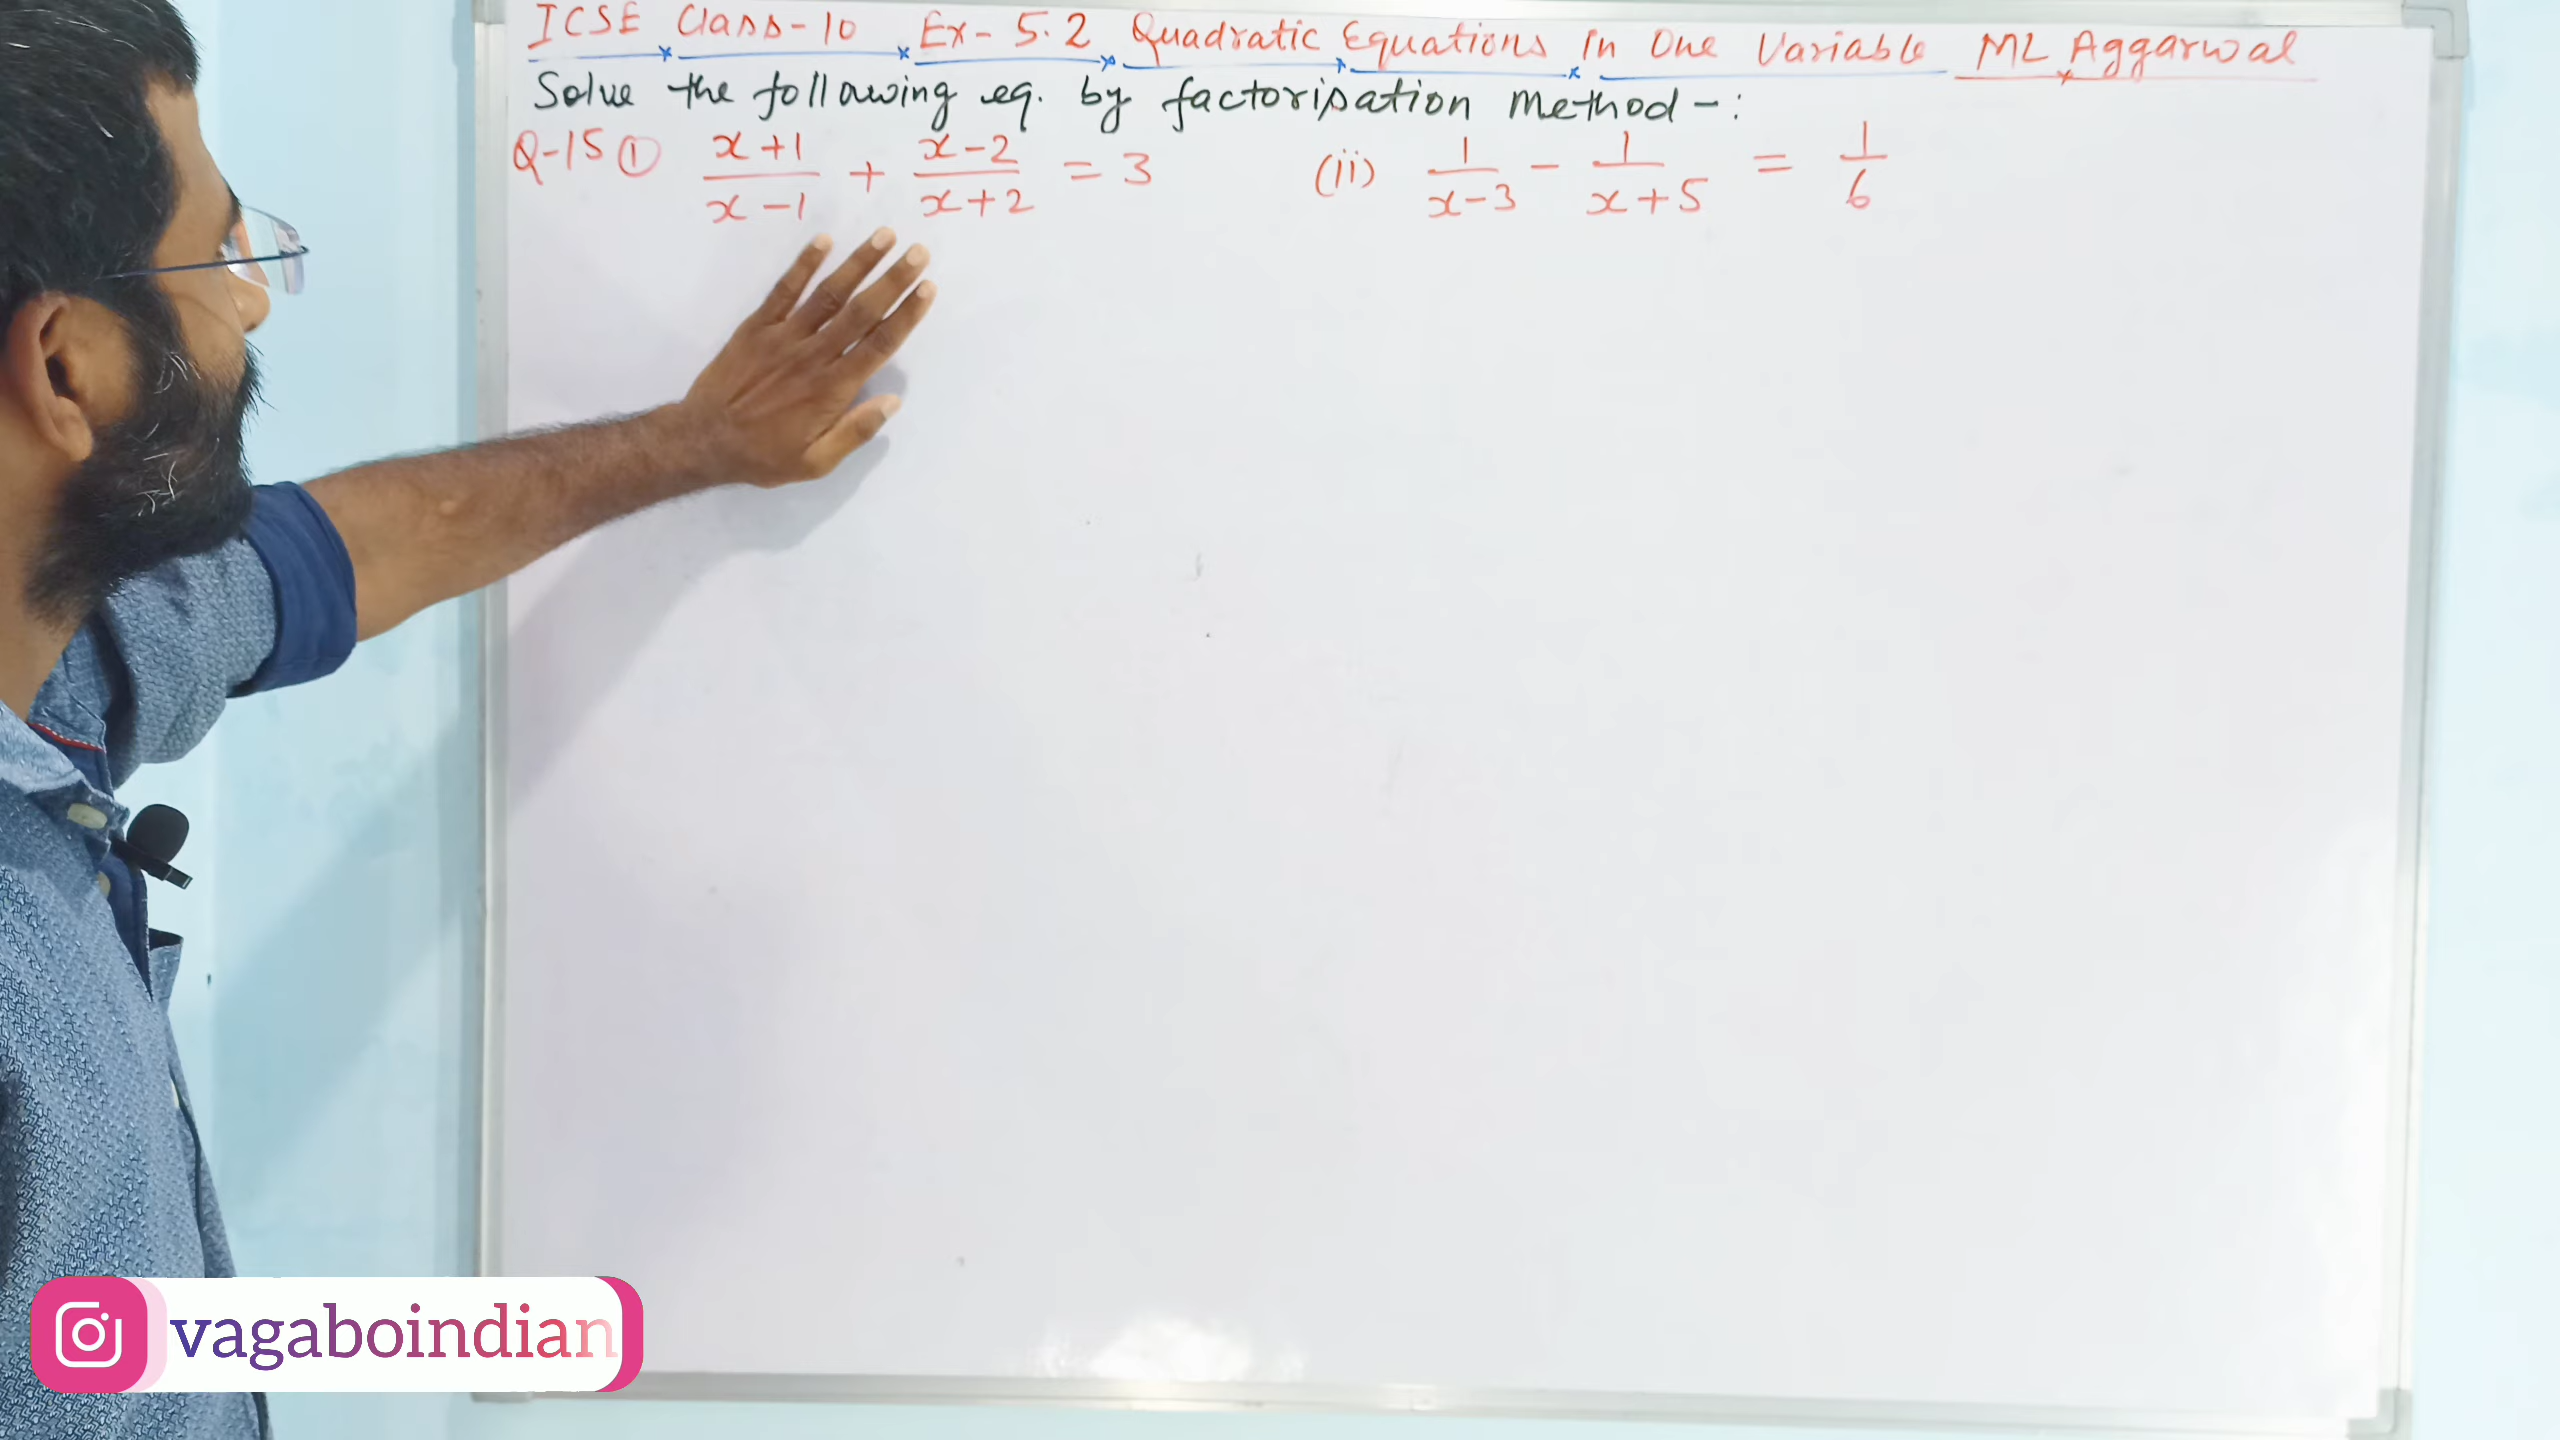 ICSE Class-10 Ex-5.2 Quadratic Equations in One Variable ML Aggarwal
Solve the following eq. by factorisation Method-:
Q-15 ① x+1/x-1 + x-2/x+2 = 3 (ii) 1/x-3 - 1/x+5 = 1/6
vagaboindian